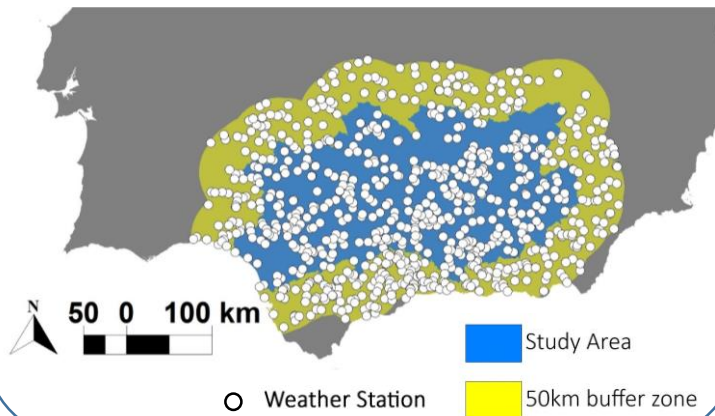 N
50 0 100 km
Study Area
Weather Station
50km buffer zone